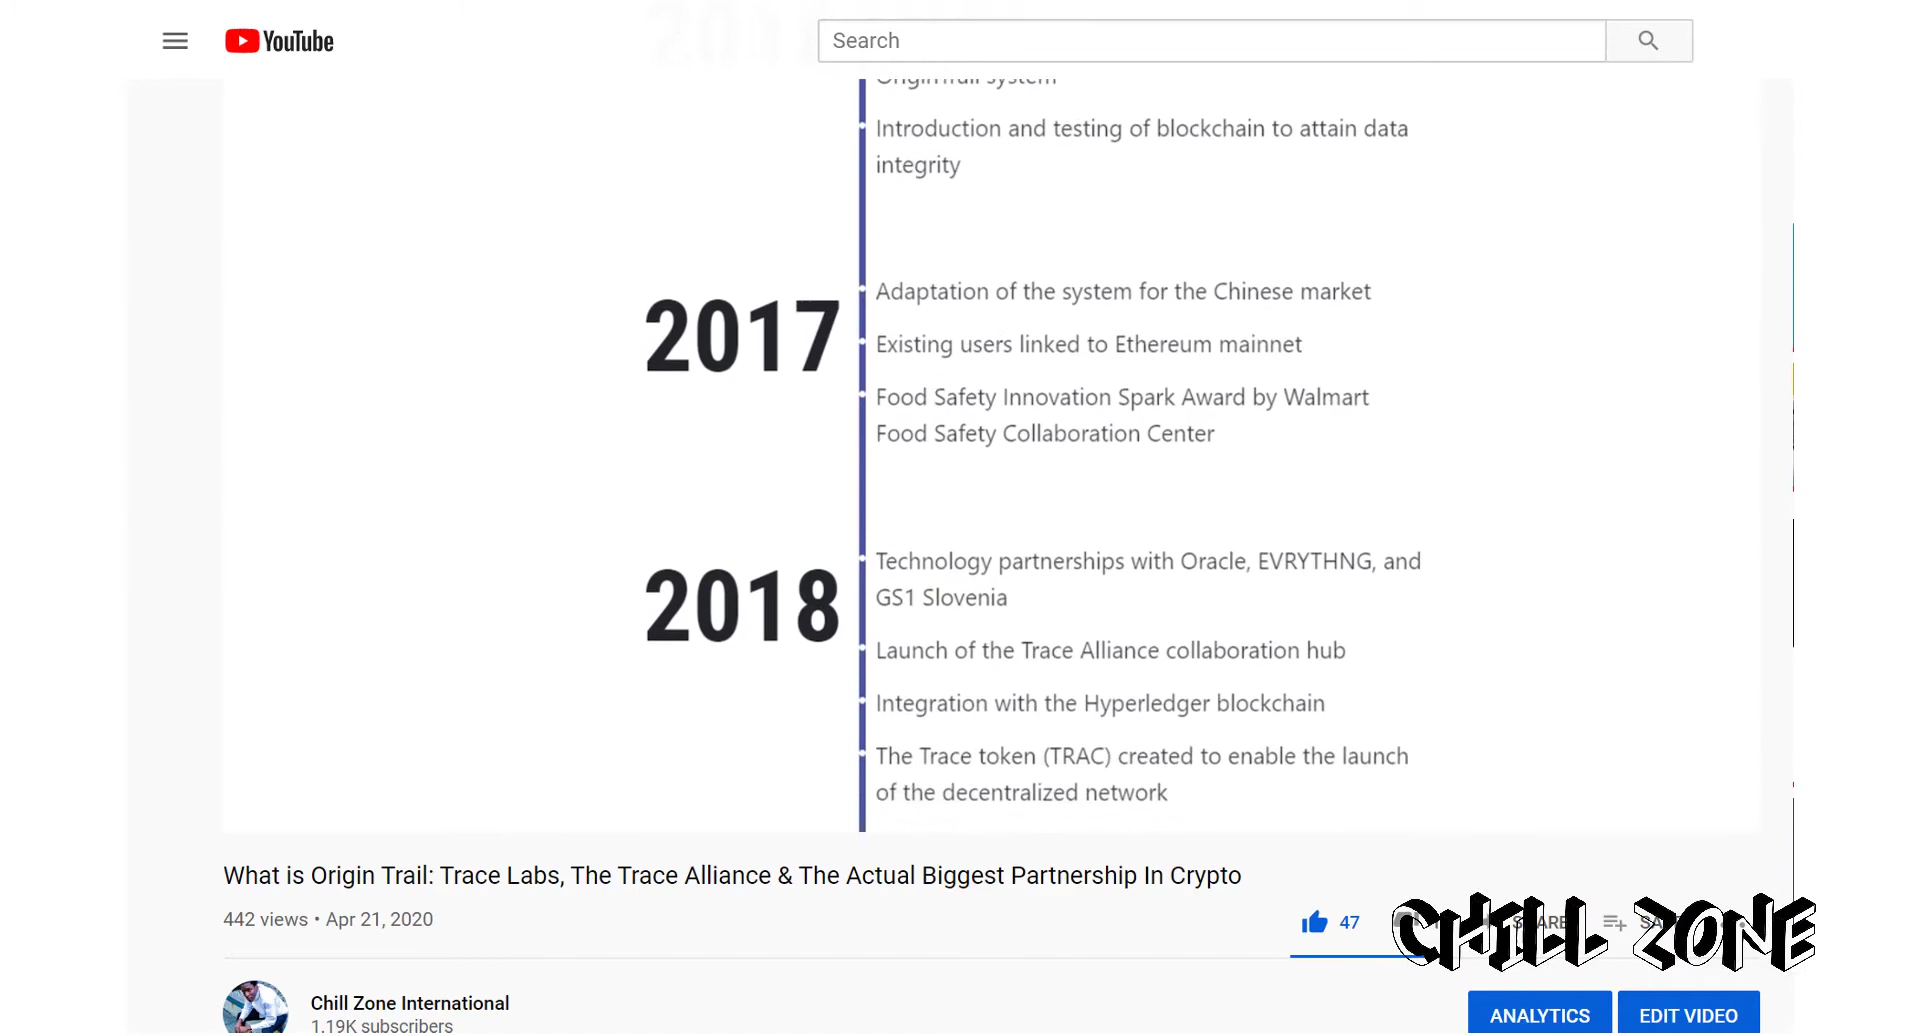 YouTube
Search
OriginTrail system
Introduction and testing of blockchain to attain data
integrity
2017
Adaptation of the system for the Chinese market
Existing users linked to Ethereum mainnet
Food Safety Innovation Spark Award by Walmart
Food Safety Collaboration Center
2018
Technology partnerships with Oracle, EVRYTHNG, and
GS1 Slovenia
Launch of the Trace Alliance collaboration hub
Integration with the Hyperledger blockchain
The Trace token (TRAC) created to enable the launch
of the decentralized network
What is Origin Trail: Trace Labs, The Trace Alliance & The Actual Biggest Partnership In Crypto
442 views • Apr 21, 2020
47
CHILL ZONE
Chill Zone International
1.19K subscribers
ANALYTICS
EDIT VIDEO